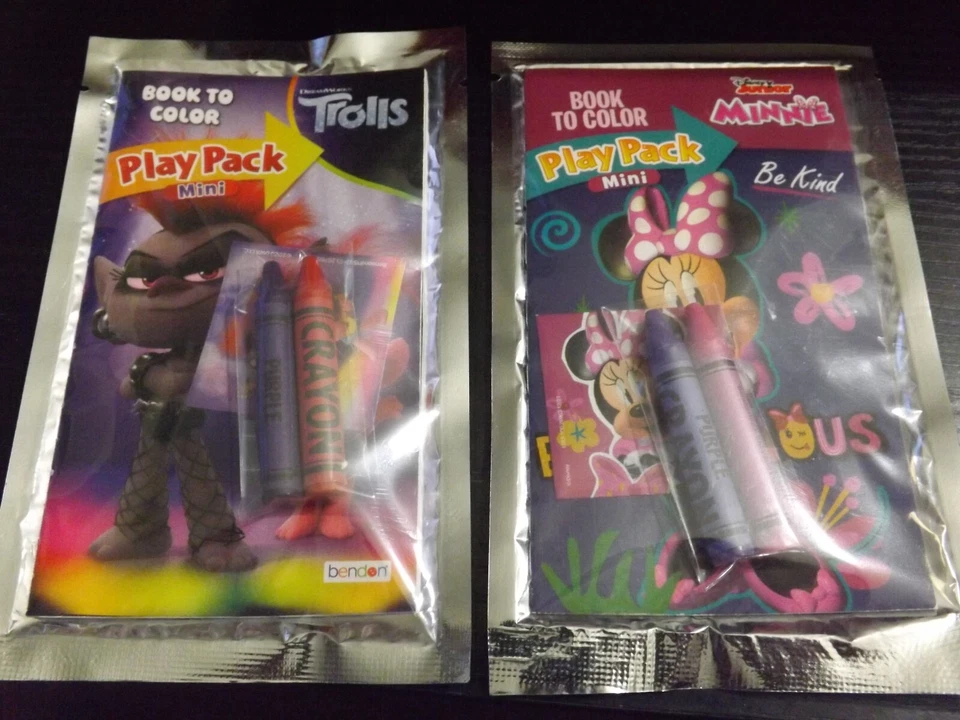 BOOK TO
COLOR
DREAMWORKS
Trolls
Play Pack
Mini
PURPLE
CRAYON
bendon
BOOK
TO COLOR
Disney
JUNIOR
MINNIE
Play Pack
Mini
Be Kind
CRAYON
PURPLE
OUS